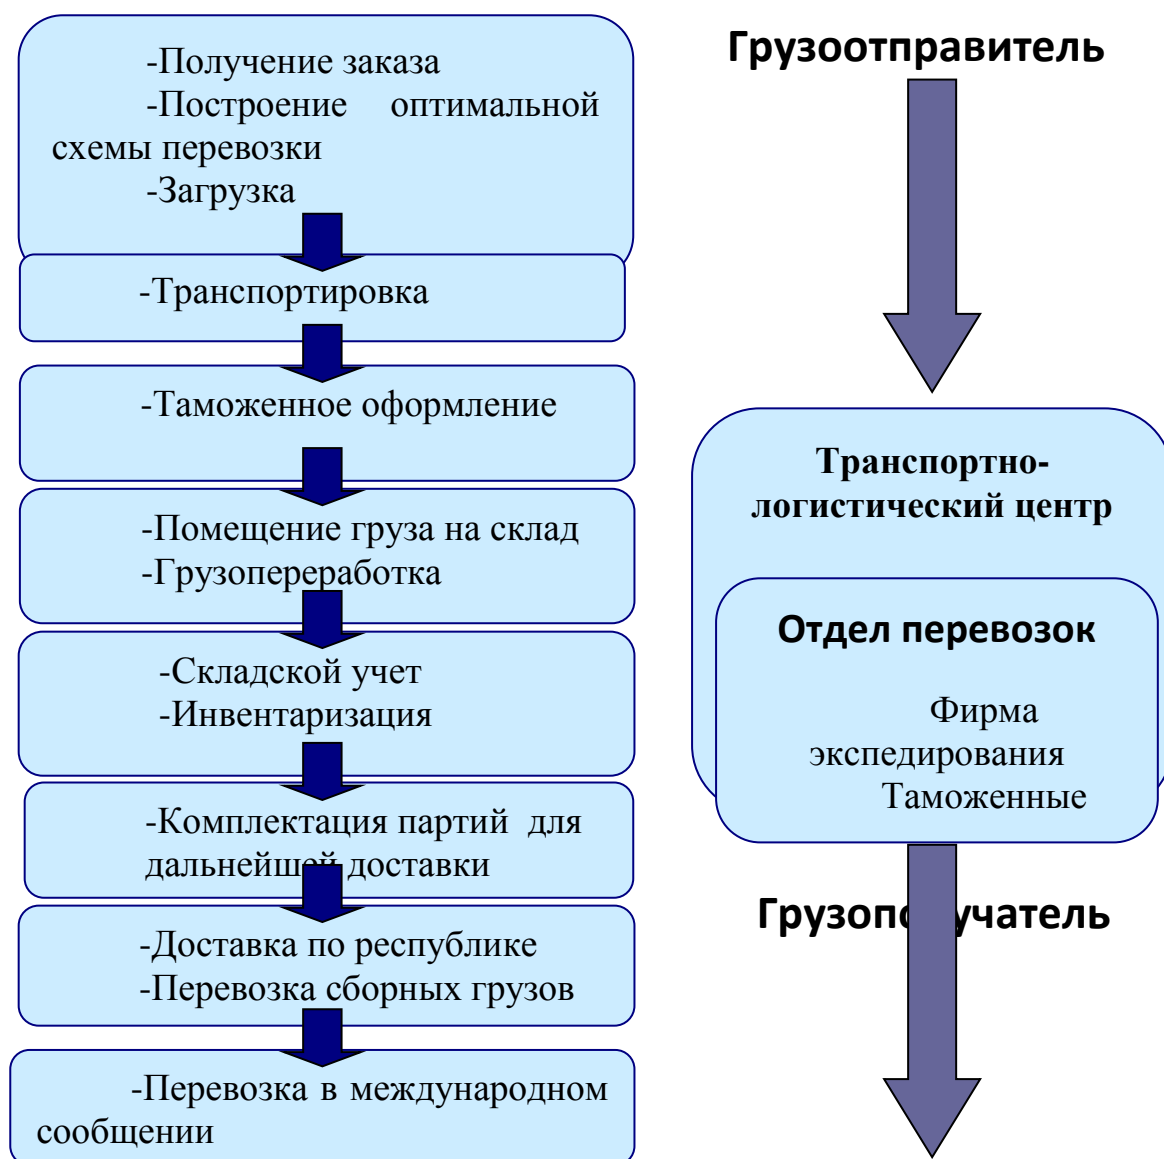 -Получение заказа
-Построение оптимальной
схемы перевозки
-Загрузка
-Транспортировка
-Таможенное оформление
-Помещение груза на склад
-Грузопереработка
-Складской учет
-Инвентаризация
-Комплектация партий для
дальнейшей доставки
-Доставка по республике
-Перевозка сборных грузов
-Перевозка в международном
сообщении
Грузоотправитель
Транспортно-
логистический центр
Отдел перевозок
Фирма
экспедирования
Таможенные
Грузополучатель